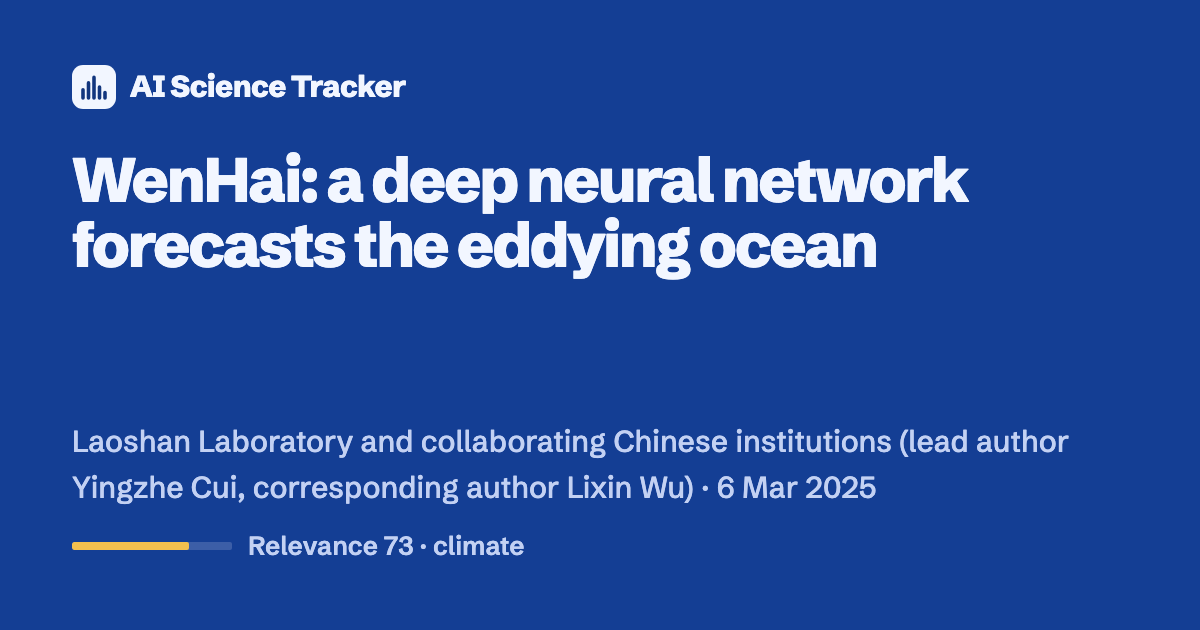 AI Science Tracker
WenHai: a deep neural network
forecasts the eddying ocean
Laoshan Laboratory and collaborating Chinese institutions (lead author
Yingzhe Cui, corresponding author Lixin Wu) · 6 Mar 2025
Relevance 73 · climate